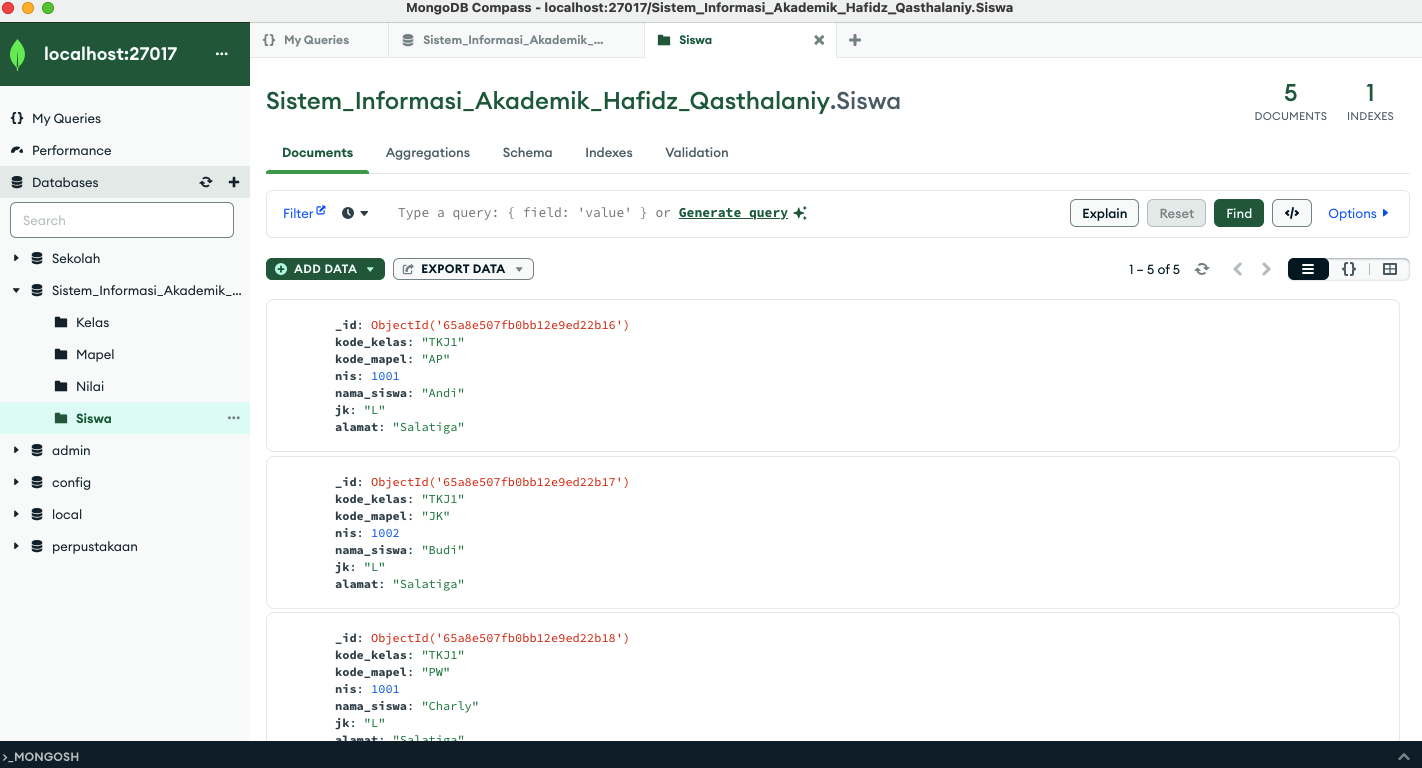 MongoDB Compass - localhost:27017/Sistem_Informasi_Akademik_Hafidz_Qasthalaniy.Siswa
localhost:27017
My Queries
Performance
Databases
Search
Sekolah
Sistem_Informasi_Akademik_...
Kelas
Mapel
Nilai
Siswa
admin
config
local
perpustakaan
{} My Queries
Sistem_Informasi_Akademik_...
Siswa
Sistem_Informasi_Akademik_Hafidz_Qasthalaniy.Siswa
5
DOCUMENTS
1
INDEXES
Documents Aggregations Schema Indexes Validation
Filter Type a query: { field: 'value' } or Generate query Explain Reset Find </> Options
ADD DATA EXPORT DATA 1 – 5 of 5 {}
_id: ObjectId('65a8e507fb0bb12e9ed22b16')
kode_kelas: "TKJ1"
kode_mapel: "AP"
nis: 1001
nama_siswa: "Andi"
jk: "L"
alamat: "Salatiga"
_id: ObjectId('65a8e507fb0bb12e9ed22b17')
kode_kelas: "TKJ1"
kode_mapel: "JK"
nis: 1002
nama_siswa: "Budi"
jk: "L"
alamat: "Salatiga"
_id: ObjectId('65a8e507fb0bb12e9ed22b18')
kode_kelas: "TKJ1"
kode_mapel: "PW"
nis: 1001
nama_siswa: "Charly"
jk: "L"
alamat: "Salatiga"
>_MONGOSH